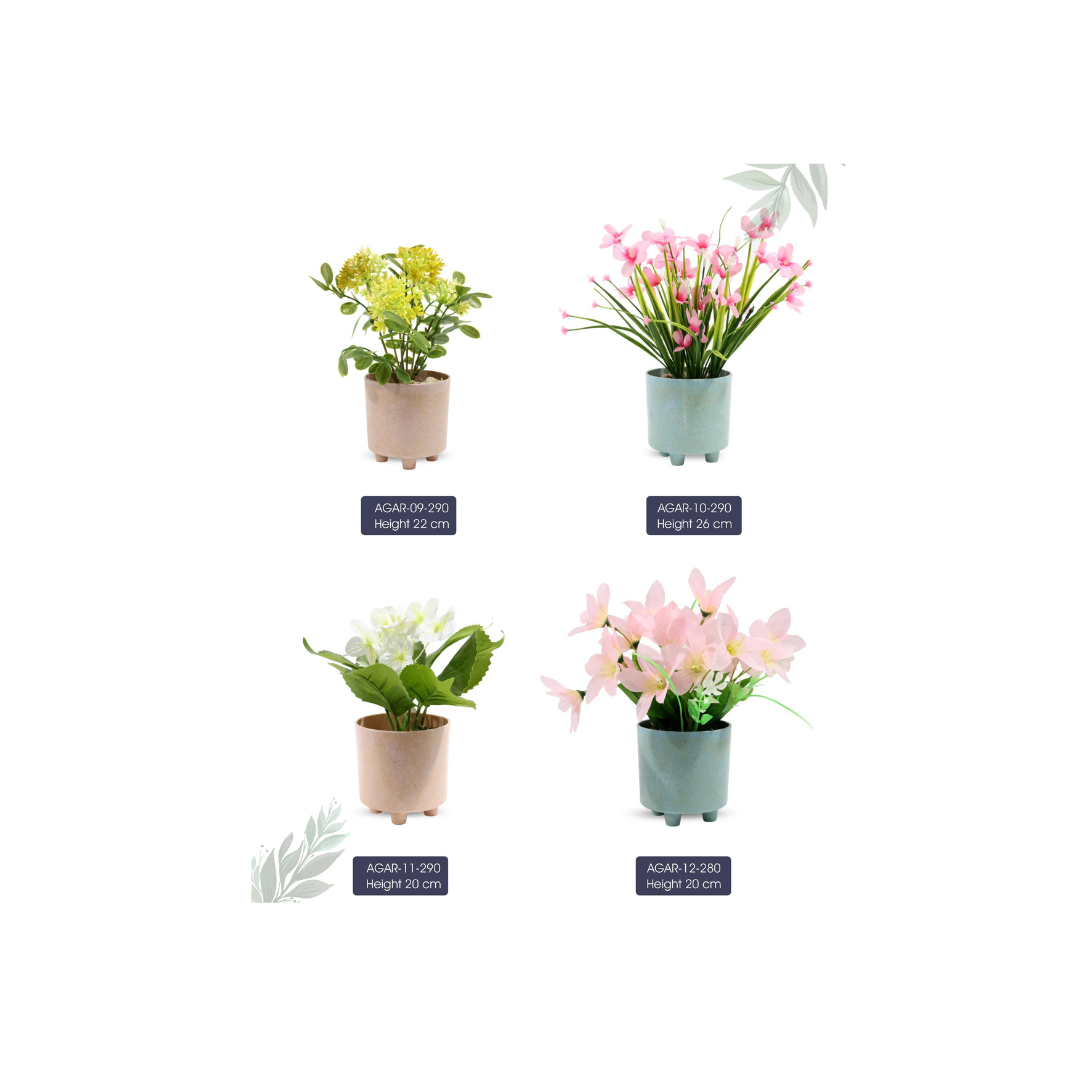 AGAR-09-290
Height 22 cm
AGAR-10-290
Height 26 cm
AGAR-11-290
Height 20 cm
AGAR-12-280
Height 20 cm